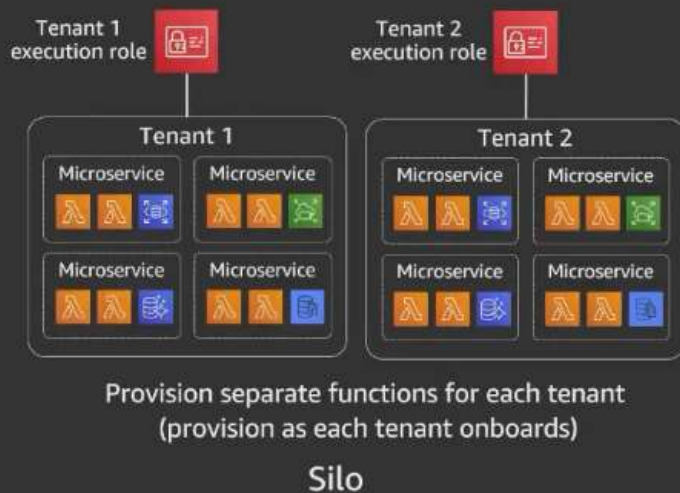 Tenant 1
execution role
Tenant 2
execution role
Tenant 1
Tenant 2
Microservice
Microservice
Microservice
Microservice
Microservice
Microservice
Microservice
Microservice
Provision separate functions for each tenant
(provision as each tenant onboards)
Silo